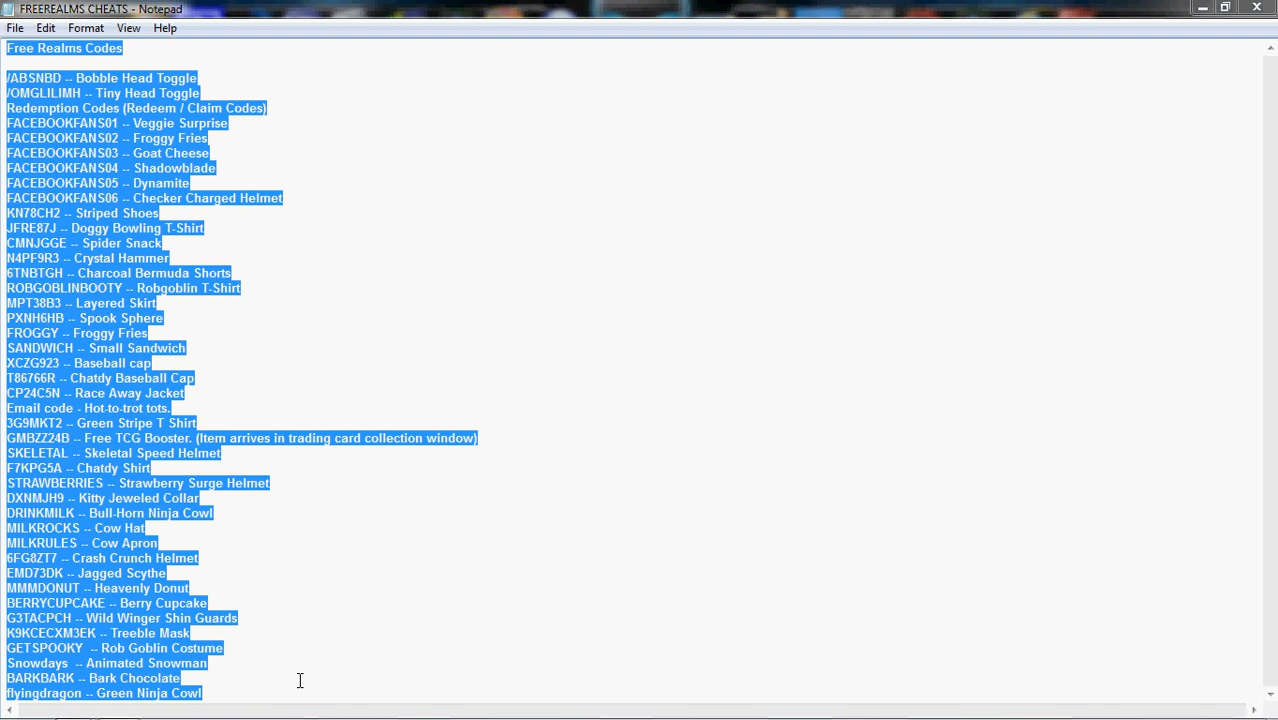 FREEREALMS CHEATS - Notepad
File Edit Format View Help
Free Realms Codes
/ABSNBD -- Bobble Head Toggle
/OMGLILIMH -- Tiny Head Toggle
Redemption Codes (Redeem / Claim Codes)
FACEBOOKFANS01 -- Veggie Surprise
FACEBOOKFANS02 -- Froggy Fries
FACEBOOKFANS03 -- Goat Cheese
FACEBOOKFANS04 -- Shadowblade
FACEBOOKFANS05 -- Dynamite
FACEBOOKFANS06 -- Checker Charged Helmet
KN78CH2 -- Striped Shoes
JFRE87J -- Doggy Bowling T-Shirt
CMNJGGE -- Spider Snack
N4PF9R3 -- Crystal Hammer
6TNBTGH -- Charcoal Bermuda Shorts
ROBGOBLINBOOTY -- Robgoblin T-Shirt
MPT38B3 -- Layered Skirt
PXNH6HB -- Spook Sphere
FROGGY -- Froggy Fries
SANDWICH -- Small Sandwich
XCZG923 -- Baseball cap
T86766R -- Chatdy Baseball Cap
CP24C5N -- Race Away Jacket
Email code - Hot-to-trot tots.
3G9MKT2 -- Green Stripe T Shirt
GMBZZ24B -- Free TCG Booster. (Item arrives in trading card collection window)
SKELETAL -- Skeletal Speed Helmet
F7KPG5A -- Chatdy Shirt
STRAWBERRIES -- Strawberry Surge Helmet
DXNMJH9 -- Kitty Jeweled Collar
DRINKMILK -- Bull-Horn Ninja Cowl
MILKROCKS -- Cow Hat
MILKRULES -- Cow Apron
6FG8ZT7 -- Crash Crunch Helmet
EMD73DK -- Jagged Scythe
MMMDONUT -- Heavenly Donut
BERRYCUPCAKE -- Berry Cupcake
G3TACPCH -- Wild Winger Shin Guards
K9KCECXM3EK -- Treeble Mask
GETSPOOKY  -- Rob Goblin Costume
Snowdays  -- Animated Snowman
BARKBARK -- Bark Chocolate
flyingdragon -- Green Ninja Cowl